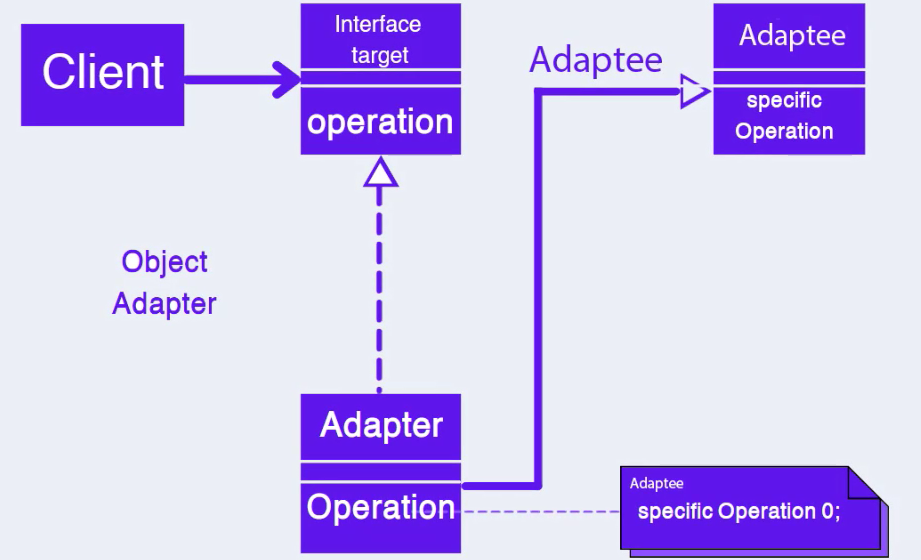 Client
Interface
target
operation
Adaptee
Adaptee
specific
Operation
Object
Adapter
Adapter
Operation
Adaptee
specific Operation 0;